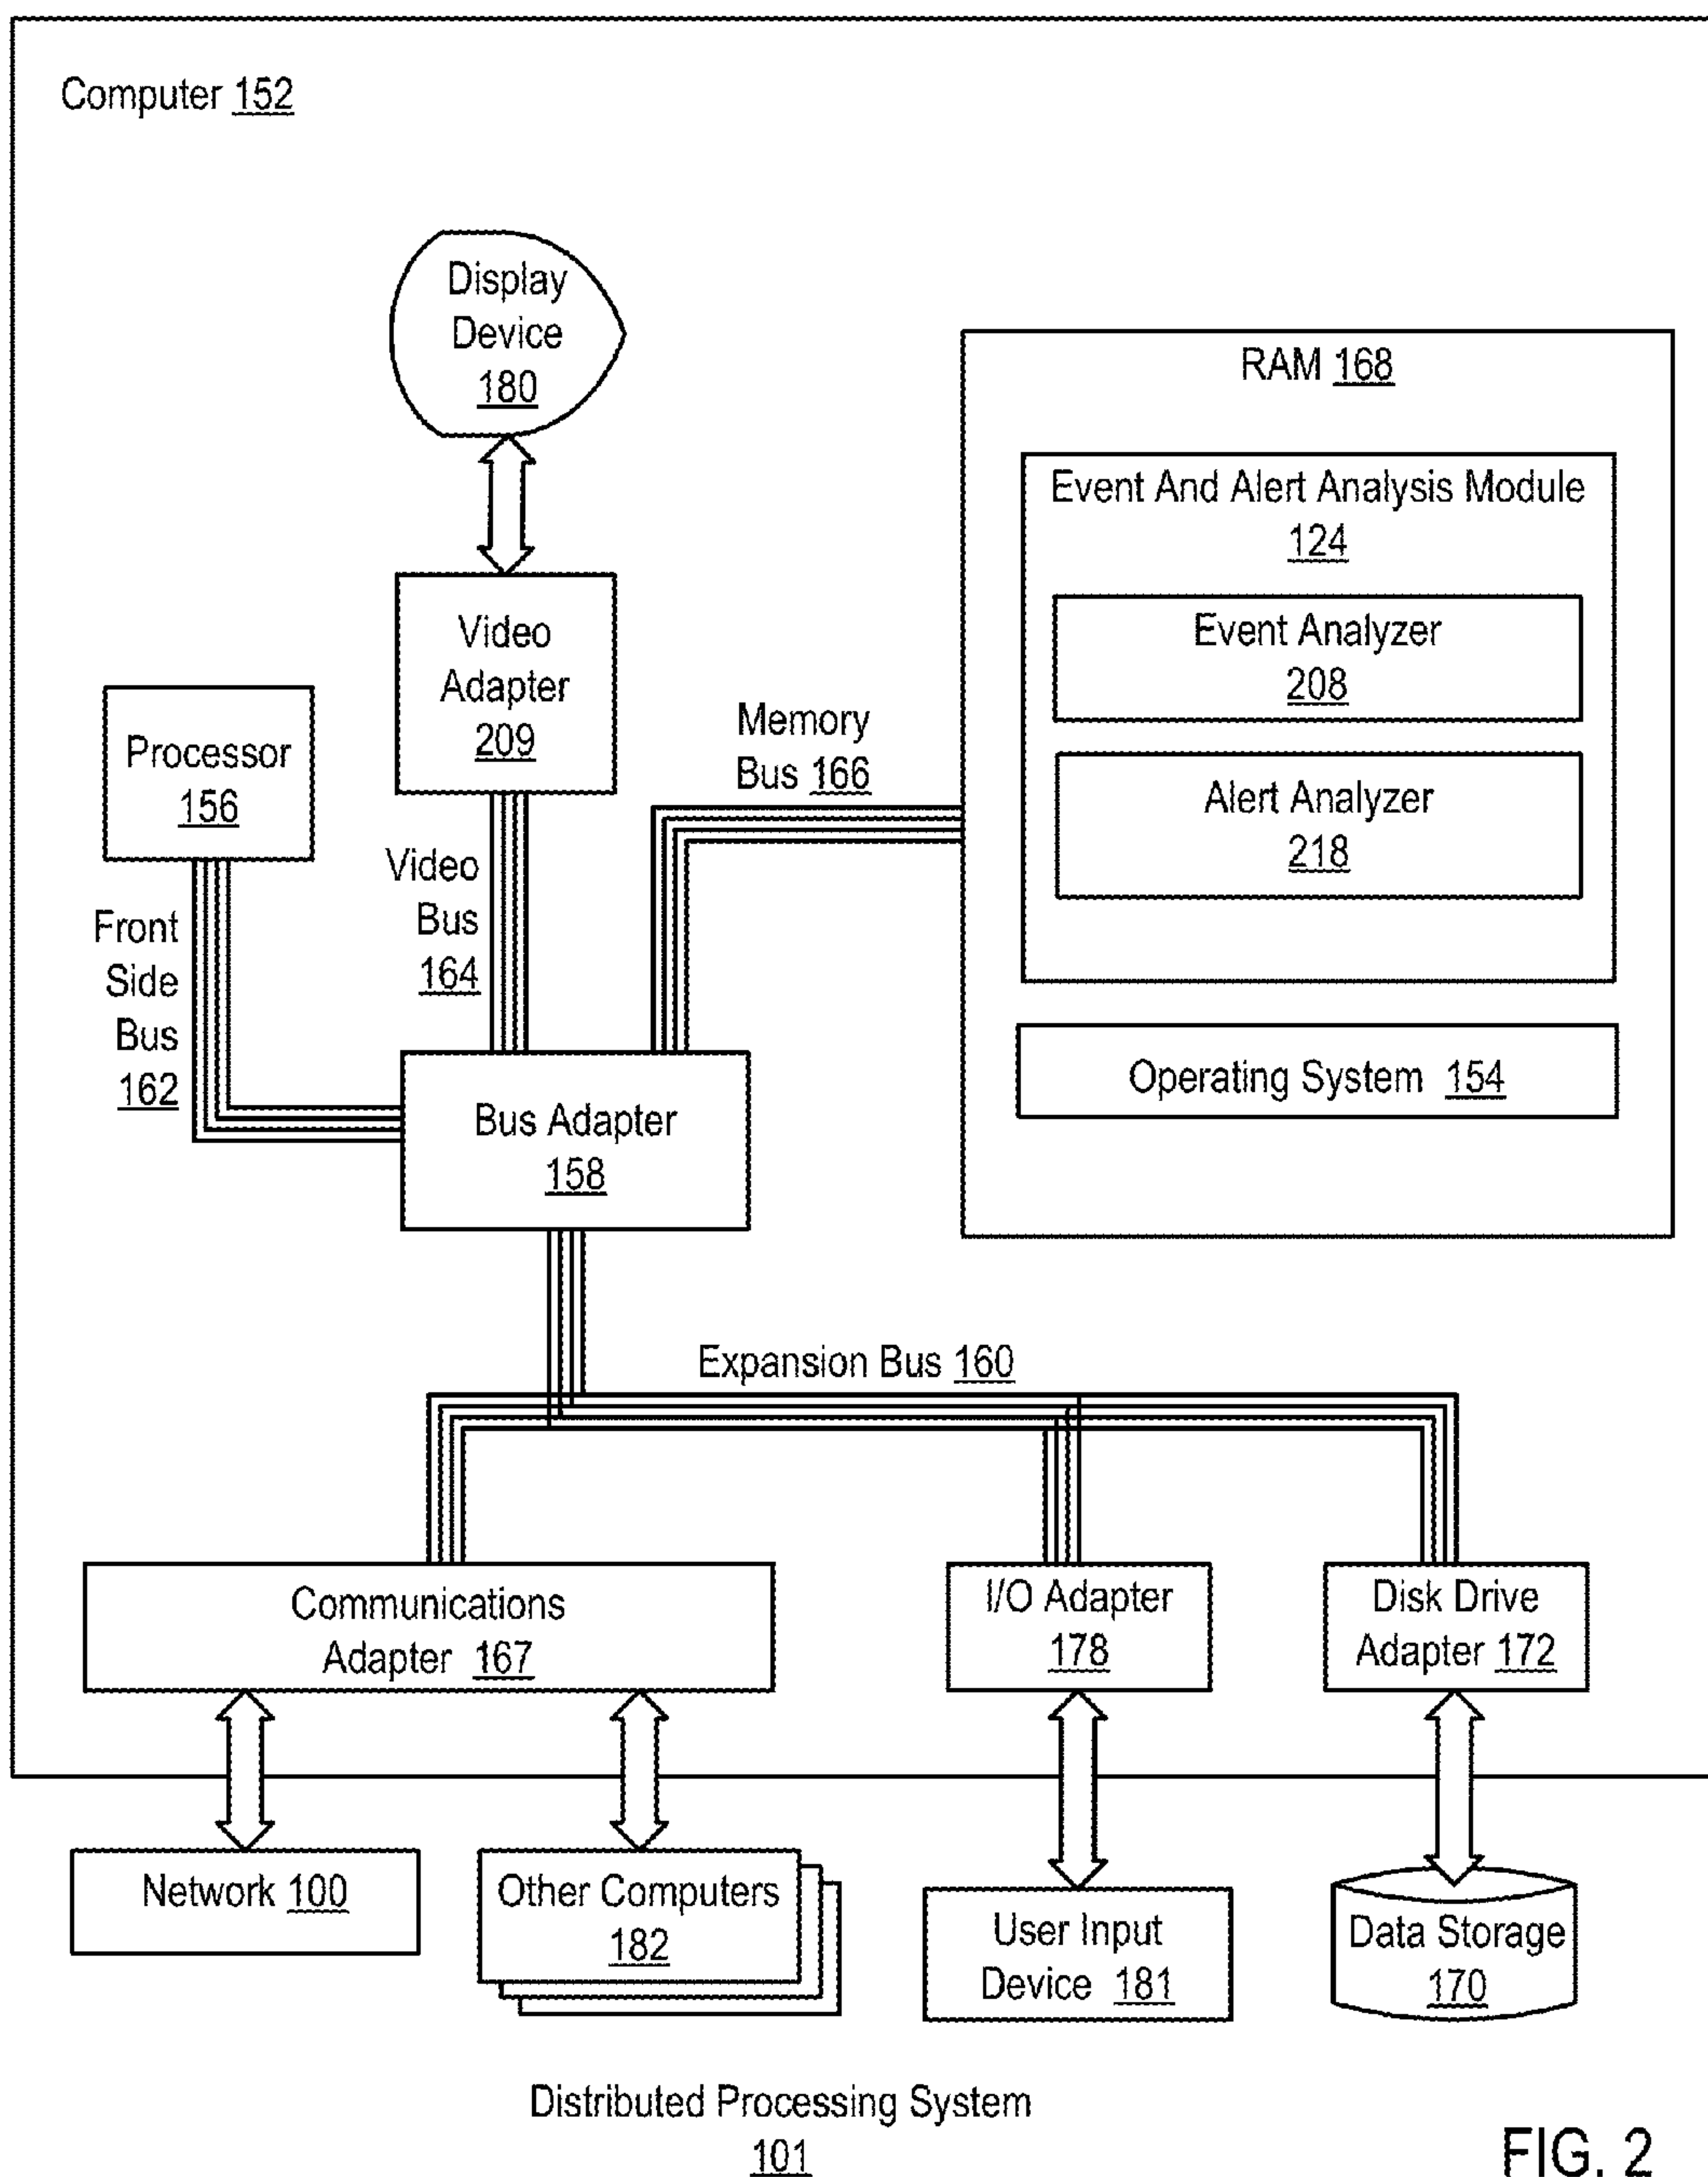 Computer 152
Display
Device
180
RAM 168
Event And Alert Analysis Module
124
Event Analyzer
208
Alert Analyzer
218
Operating System 154
Video
Adapter
209
Processor
156
Memory
Bus 166
Video
Bus
164
Front
Side
Bus
162
Bus Adapter
158
Expansion Bus 160
Communications
Adapter 167
I/O Adapter
178
Disk Drive
Adapter 172
Network 100
Other Computers
182
User Input
Device 181
Data Storage
170
Distributed Processing System
101
FIG. 2